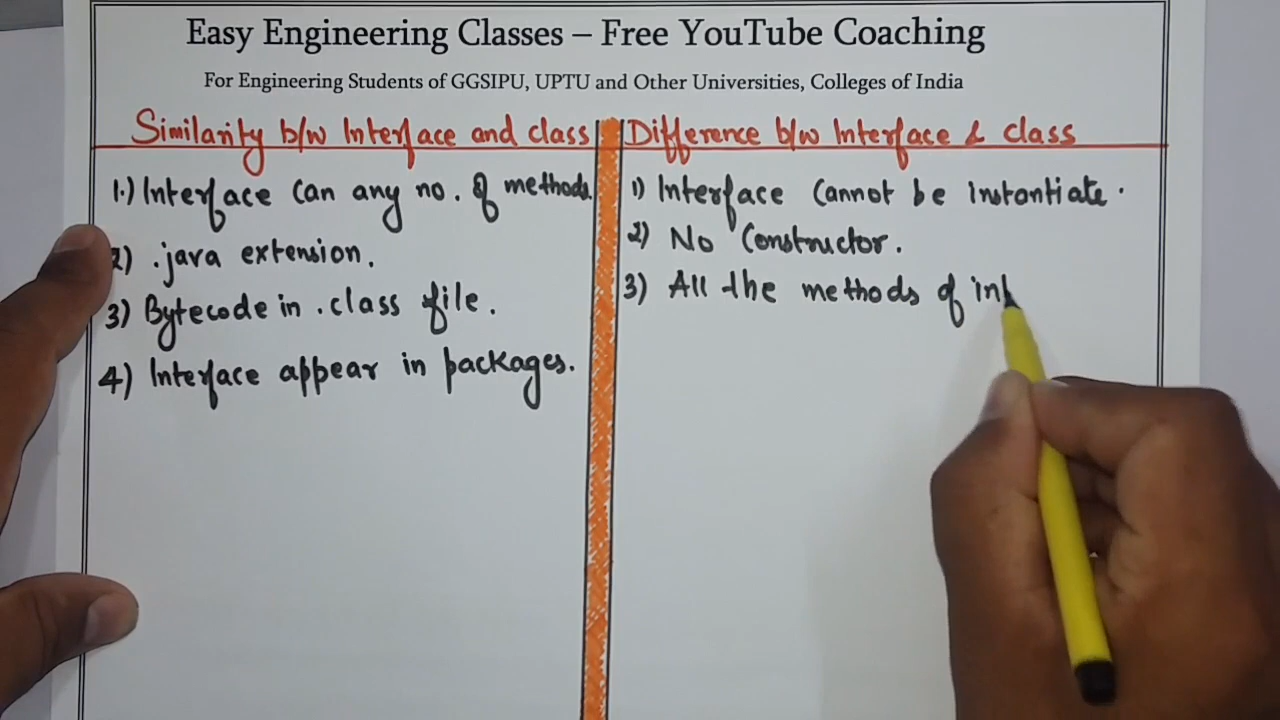 Easy Engineering Classes – Free YouTube Coaching
For Engineering Students of GGSIPU, UPTU and Other Universities, Colleges of India
Similarity b/w Interface and class
1.) Interface can any no. of methods.
2) .java extension.
3) Bytecode in .class file.
4) Interface appear in packages.
Difference b/w Interface & class
1) Interface cannot be instantiate.
2) No Constructor.
3) All the methods of int